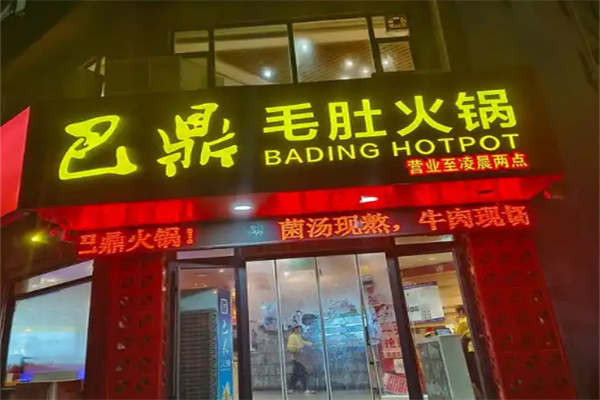 巴鼎 毛肚火锅
BADING HOTPOT
营业至凌晨两点
巴鼎火锅
菌汤现熬，牛肉现切